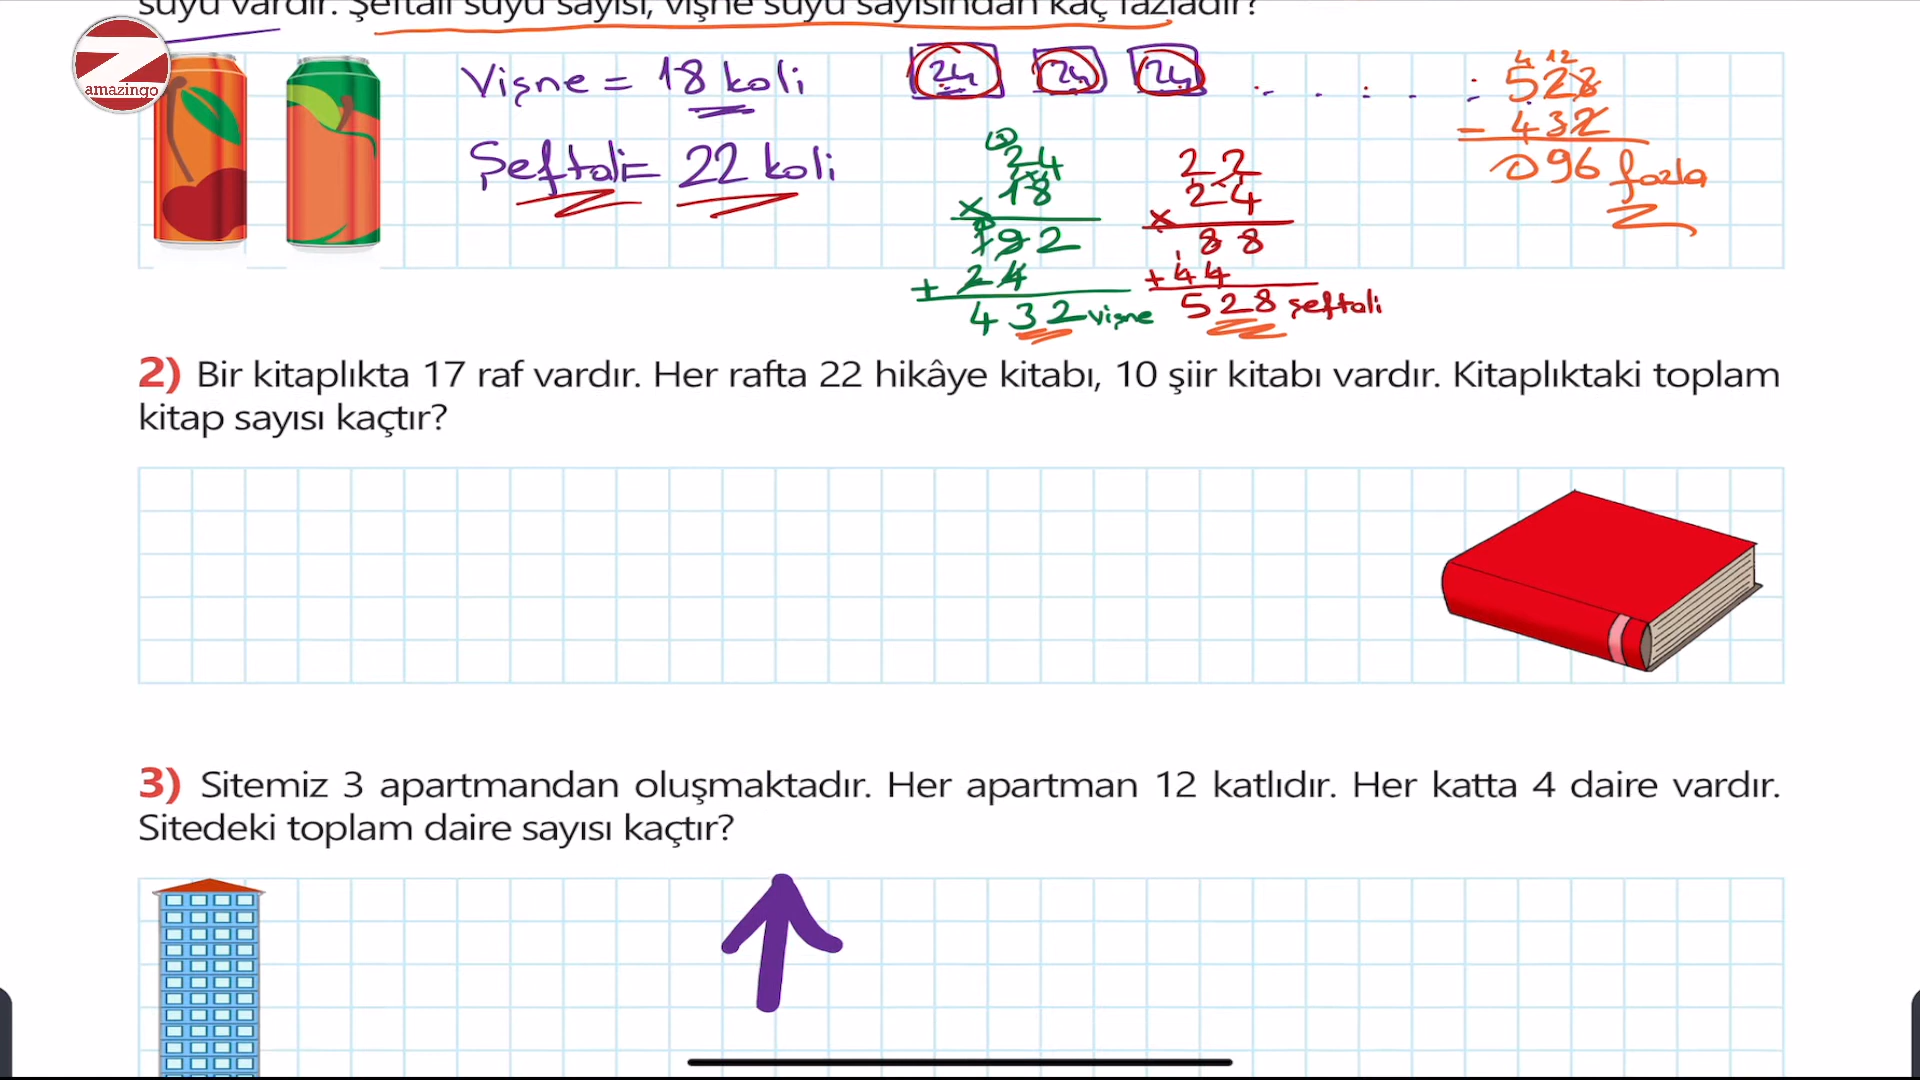 suyu vardır. Şeftali suyu sayısı, vişne suyu sayısından kaç fazladır?
Z
amazingo
Vişne = 18 koli
Şeftali = 22 koli
24 24 24
24
x 18
192
+ 24
432 vişne
22
x 24
88
+ 44
528 şeftali
4 12
528
- 432
096 fazla
2) Bir kitaplıkta 17 raf vardır. Her rafta 22 hikâye kitabı, 10 şiir kitabı vardır. Kitaplıktaki toplam
kitap sayısı kaçtır?
3) Sitemiz 3 apartmandan oluşmaktadır. Her apartman 12 katlıdır. Her katta 4 daire vardır.
Sitedeki toplam daire sayısı kaçtır?